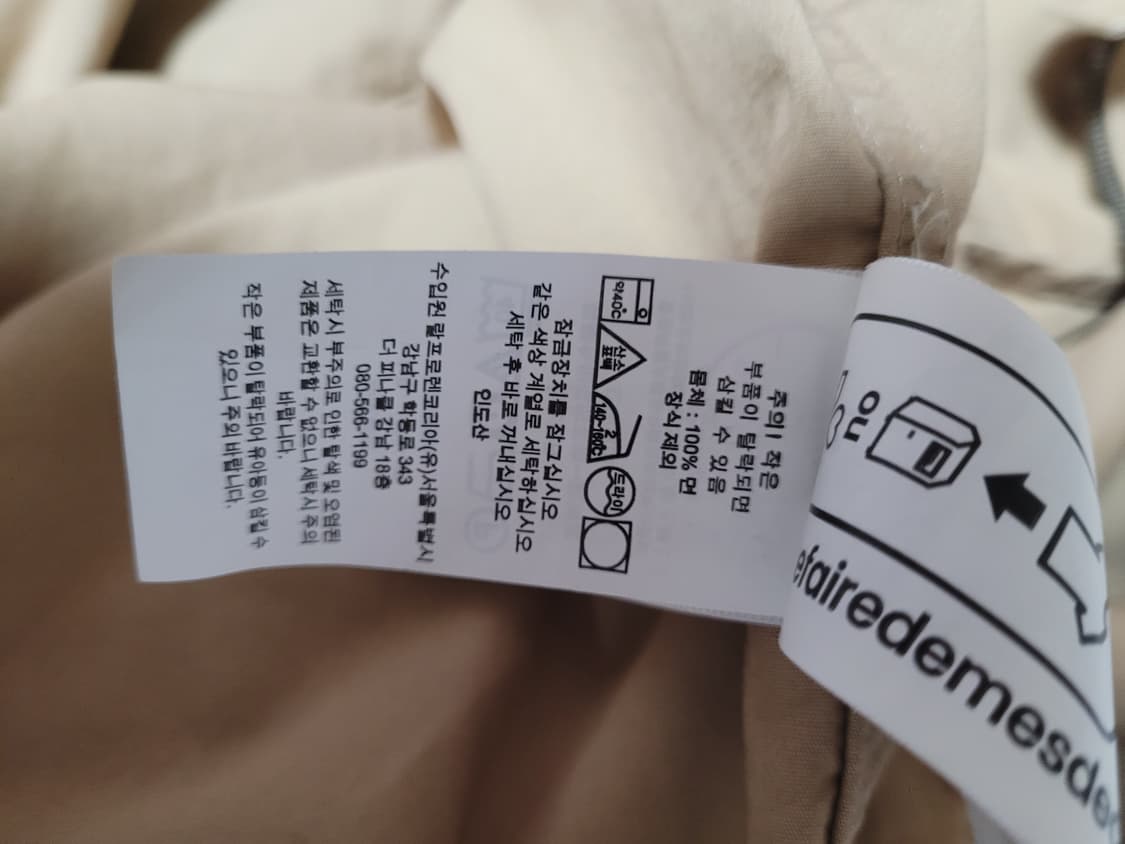 OU
efairedemesde
주의! 작은
부품이 탈락되면
삼킬 수 있음
몸체 : 100% 면
장식 제외
약40℃
산소
표백
2
140~160℃
드라이
잠금장치를 잠그십시오
같은 색상 계열로 세탁하십시오
세탁 후 바로 꺼내십시오
인도산
수입원 랄프로렌코리아(유)서울특별시
강남구 학동로 343
더 피나클 강남 18층
080-566-1199
세탁시 부주의로 인한 탈색 및 오염된
제품은 교환할 수 없으니 세탁시 주의
바랍니다.
작은 부품이 탈락되어 유아동이 삼킬수
있으니 주의 바랍니다.